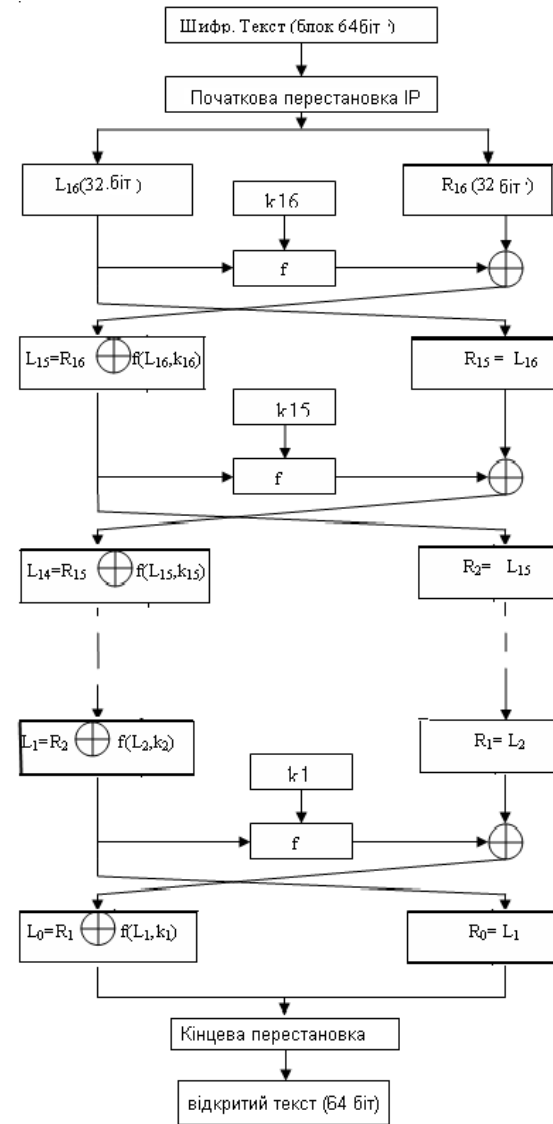 Шифр. Текст (блок 64біт )
Початкова перестановка IP
L16(32.біт )
R16 (32 біт )
k16
f
L15=R16 ⊕ f(L16,k16)
R15 = L16
k15
f
L14=R15 ⊕ f(L15,k15)
R2= L15
L1=R2 ⊕ f(L2,k2)
R1= L2
k1
f
L0=R1 ⊕ f(L1,k1)
R0= L1
Кінцева перестановка
відкритий текст (64 біт)